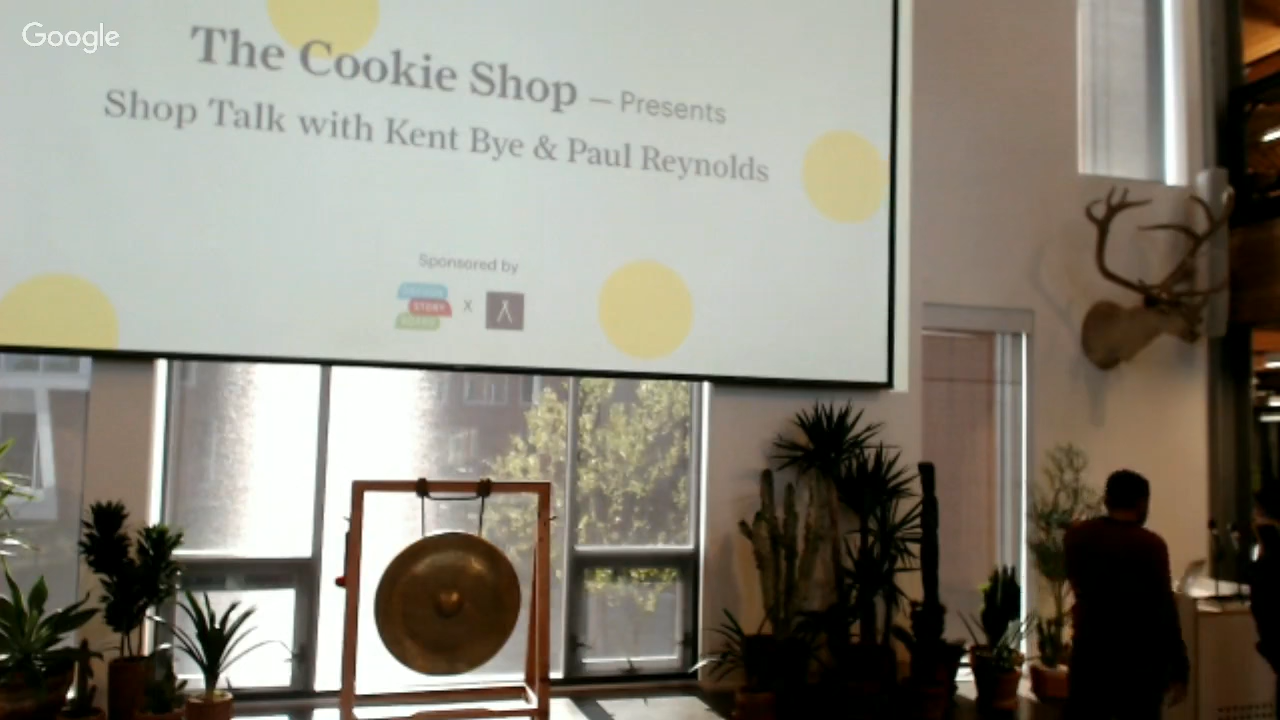 Google
The Cookie Shop — Presents
Shop Talk with Kent Bye & Paul Reynolds
Sponsored by
STORY
X